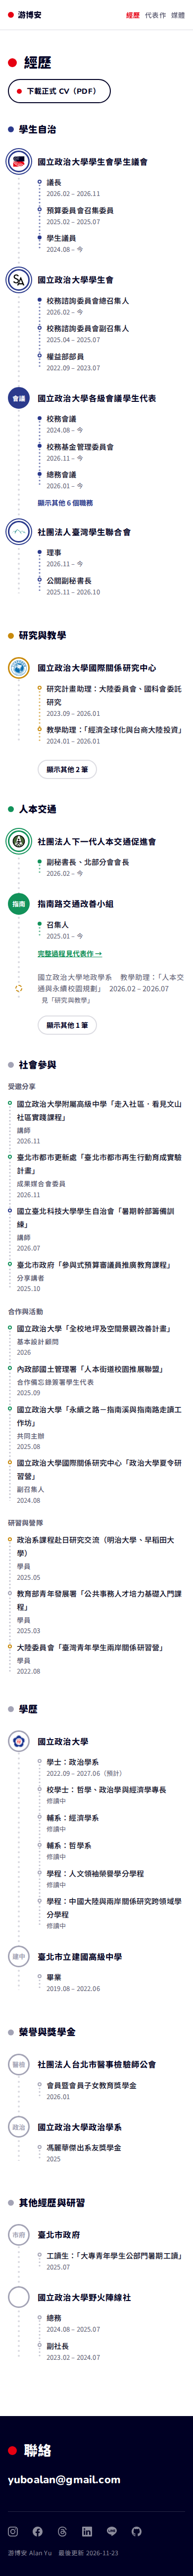 游博安
經歷 代表作 媒體
經歷
下載正式 CV（PDF）
學生自治
國立政治大學學生會學生議會
議長
2026.02 – 2026.11
預算委員會召集委員
2025.02 – 2025.07
學生議員
2024.08 – 今
國立政治大學學生會
校務諮詢委員會總召集人
2026.02 – 今
校務諮詢委員會副召集人
2025.04 – 2025.07
權益部部員
2022.09 – 2023.07
會議
國立政治大學各級會議學生代表
校務會議
2024.08 – 今
校務基金管理委員會
2026.11 – 今
總務會議
2026.01 – 今
顯示其他 6 個職務
社團法人臺灣學生聯合會
理事
2026.11 – 今
公關副秘書長
2025.11 – 2026.10
研究與教學
國立政治大學國際關係研究中心
研究計畫助理：大陸委員會、國科會委託
研究
2023.09 – 2026.01
教學助理：「經濟全球化與台商大陸投資」
2024.01 – 2026.01
顯示其他 2 筆
人本交通
社團法人下一代人本交通促進會
副秘書長、北部分會會長
2026.02 – 今
指南
指南路交通改善小組
召集人
2025.01 – 今
完整過程見代表作 →
國立政治大學地政學系 教學助理：「人本交
通與永續校園規劃」 2026.02 – 2026.07
見「研究與教學」
顯示其他 1 筆
社會參與
受邀分享
國立政治大學附屬高級中學「走入社區．看見文山
社區實踐課程」
講師
2026.11
臺北市都市更新處「臺北市都市再生行動育成實驗
計畫」
成果媒合會委員
2026.11
國立臺北科技大學學生自治會「暑期幹部籌備訓
練」
講師
2026.07
臺北市政府「參與式預算審議員推廣教育課程」
分享講者
2025.10
合作與活動
國立政治大學「全校地坪及空間景觀改善計畫」
基本設計顧問
2026
內政部國土管理署「人本街道校園推展聯盟」
合作備忘錄簽署學生代表
2025.09
國立政治大學「永續之路－指南溪與指南路走讀工
作坊」
共同主辦
2025.08
國立政治大學國際關係研究中心「政治大學夏令研
習營」
副召集人
2024.08
研習與營隊
政治系課程赴日研究交流（明治大學、早稻田大
學）
學員
2025.05
教育部青年發展署「公共事務人才培力基礎入門課
程」
學員
2025.03
大陸委員會「臺灣青年學生兩岸關係研習營」
學員
2022.08
學歷
國立政治大學
學士：政治學系
2022.09 – 2027.06（預計）
校學士：哲學、政治學與經濟學專長
修讀中
輔系：經濟學系
修讀中
輔系：哲學系
修讀中
學程：人文領袖榮譽學分學程
修讀中
學程：中國大陸與兩岸關係研究跨領域學
分學程
修讀中
建中
臺北市立建國高級中學
畢業
2019.08 – 2022.06
榮譽與獎學金
醫檢
社團法人台北市醫事檢驗師公會
會員暨會員子女教育獎學金
2026.01
政治
國立政治大學政治學系
馮麗華傑出系友獎學金
2025
其他經歷與研習
市府
臺北市政府
工讀生：「大專青年學生公部門暑期工讀」
2025.07
國立政治大學野火陣線社
總務
2024.08 – 2025.07
副社長
2023.02 – 2024.07
聯絡
yuboalan@gmail.com
游博安 Alan Yu 最後更新 2026-11-23